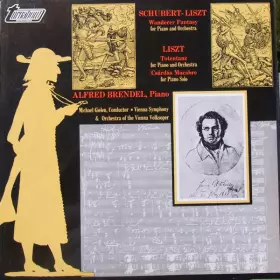 turnabout
SCHUBERT-LISZT
Wanderer Fantasy
for Piano and Orchestra
LISZT
Totentanz
for Piano and Orchestra
Csárdás Macabre
for Piano Solo
ALFRED BRENDEL, Piano
Michael Gielen, Conductor • Vienna Symphony
& Orchestra of the Vienna Volksoper